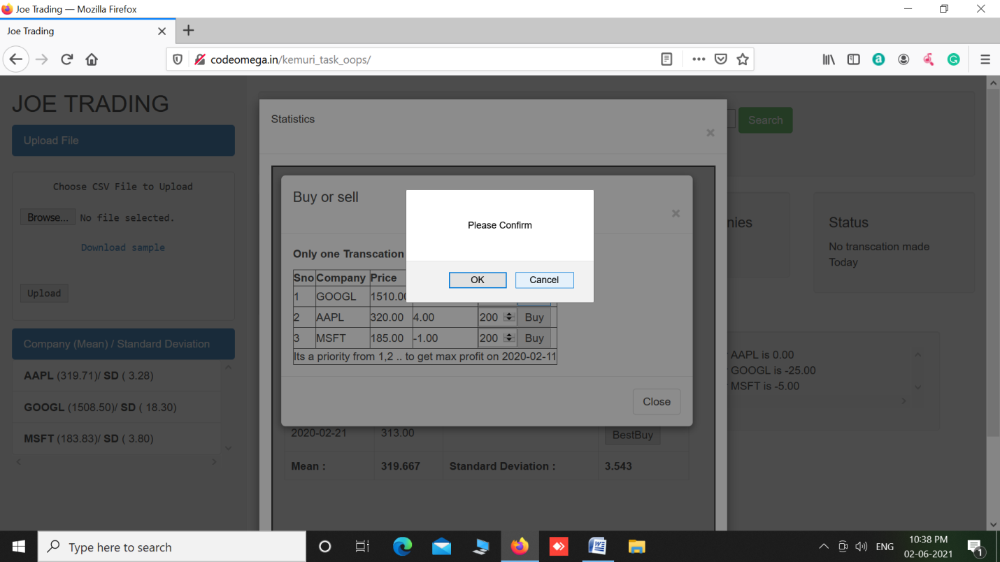 Joe Trading — Mozilla Firefox
Joe Trading
codeomega.in/kemuri_task_oops/
JOE TRADING
Upload File
Choose CSV File to Upload
Browse... No file selected.
Download sample
Upload
Company (Mean) / Standard Deviation
AAPL (319.71)/ SD ( 3.28)
GOOGL (1508.50)/ SD ( 18.30)
MSFT (183.83)/ SD ( 3.80)
Statistics
×
Search
Buy or sell
×
Please Confirm
OK Cancel
Only one Transcation
Sno Company Price
1 GOOGL 1510.00
2 AAPL 320.00 4.00 200 Buy
3 MSFT 185.00 -1.00 200 Buy
Its a priority from 1,2 .. to get max profit on 2020-02-11
Close
2020-02-21 313.00 BestBuy
Mean : 319.667 Standard Deviation : 3.543
nies
Status
No transcation made
Today
AAPL is 0.00
GOOGL is -25.00
MSFT is -5.00
Type here to search
ENG
10:38 PM
02-06-2021
1